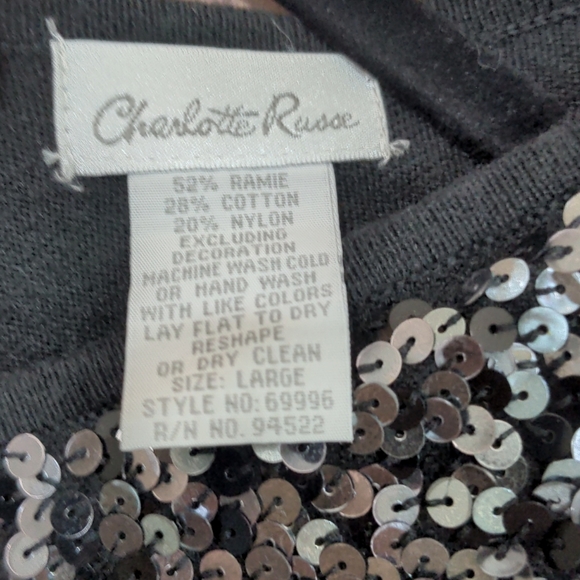 Charlotte Russe
52% RAMIE
28% COTTON
20% NYLON
EXCLUDING
DECORATION
MACHINE WASH COLD
OR HAND WASH
WITH LIKE COLORS
LAY FLAT TO DRY
RESHAPE
OR DRY CLEAN
SIZE: LARGE
STYLE NO: 69996
R/N NO. 94522